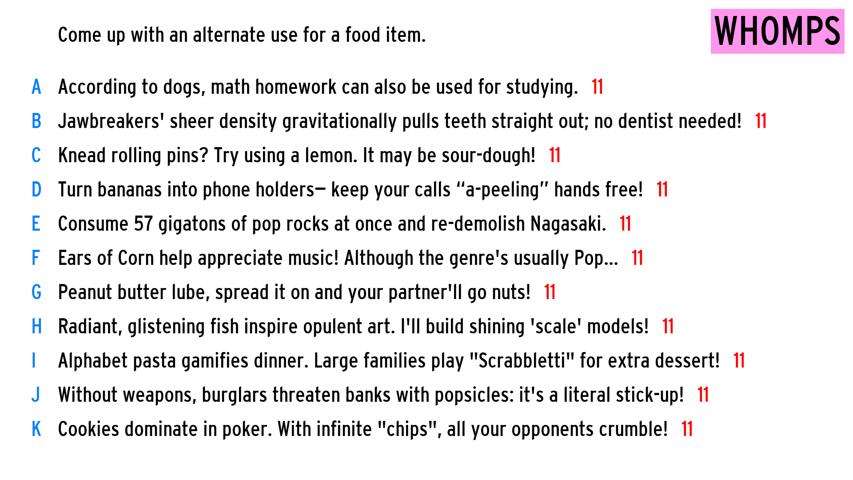 Come up with an alternate use for a food item.
WHOMPS
A According to dogs, math homework can also be used for studying. 11
B Jawbreakers' sheer density gravitationally pulls teeth straight out; no dentist needed! 11
C Knead rolling pins? Try using a lemon. It may be sour-dough! 11
D Turn bananas into phone holders— keep your calls “a-peeling” hands free! 11
E Consume 57 gigatons of pop rocks at once and re-demolish Nagasaki. 11
F Ears of Corn help appreciate music! Although the genre's usually Pop... 11
G Peanut butter lube, spread it on and your partner'll go nuts! 11
H Radiant, glistening fish inspire opulent art. I'll build shining 'scale' models! 11
I Alphabet pasta gamifies dinner. Large families play "Scrabbletti" for extra dessert! 11
J Without weapons, burglars threaten banks with popsicles: it's a literal stick-up! 11
K Cookies dominate in poker. With infinite "chips", all your opponents crumble! 11